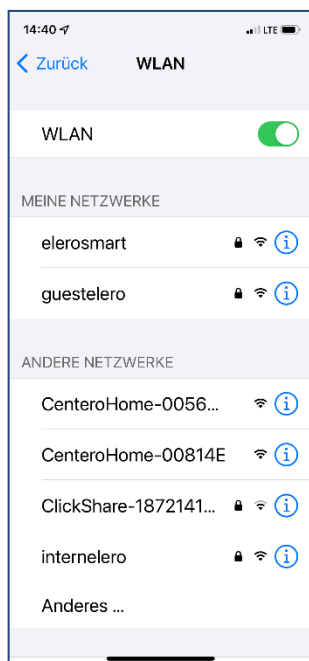 14:40 LTE
Zurück WLAN
WLAN
MEINE NETZWERKE
elerosmart
guestelero
ANDERE NETZWERKE
CenteroHome-0056...
CenteroHome-00814E
ClickShare-1872141...
internelero
Anderes ...